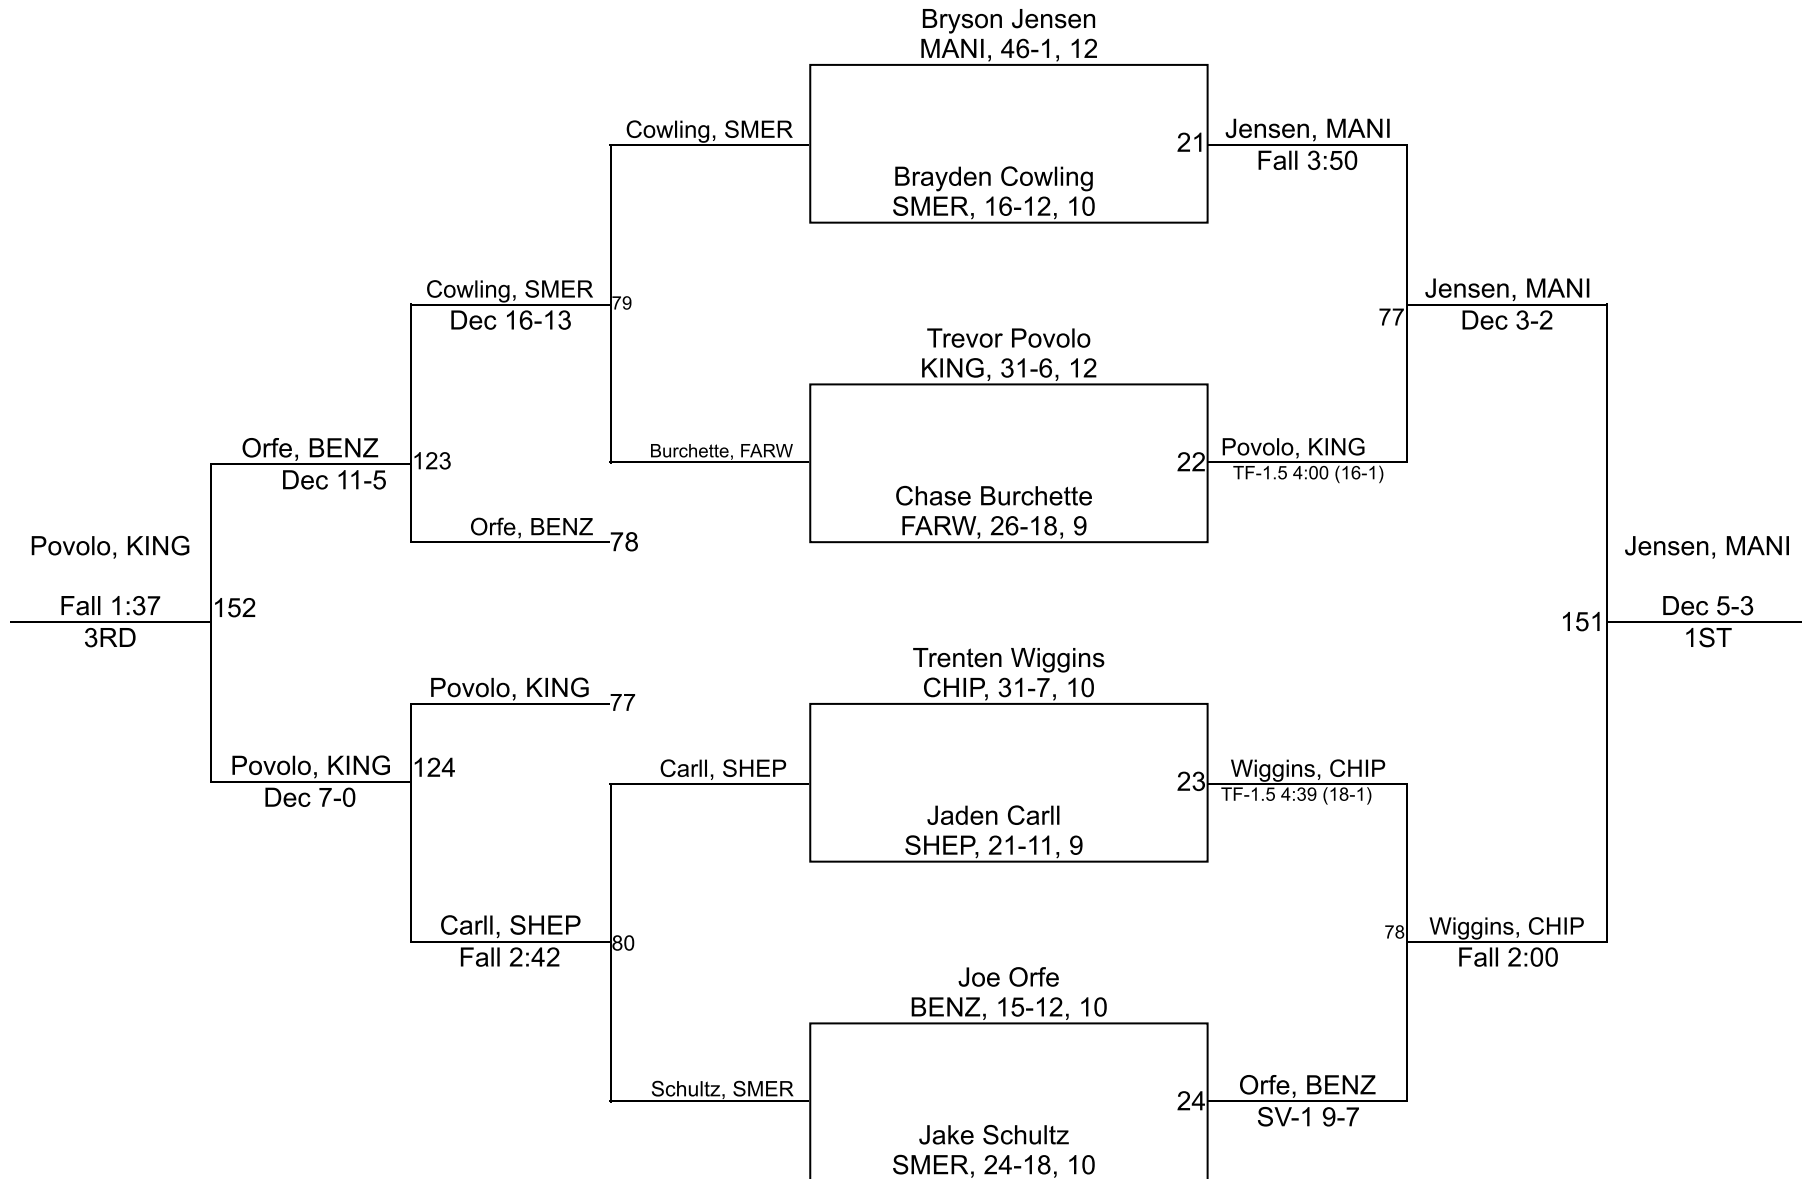 Bryson Jensen
MANI, 46-1, 12
Cowling, SMER
21
Jensen, MANI
Fall 3:50
Brayden Cowling
SMER, 16-12, 10
Cowling, SMER
79
Dec 16-13
Jensen, MANI
77
Dec 3-2
Trevor Povolo
KING, 31-6, 12
Orfe, BENZ
123
Dec 11-5
Burchette, FARW
22
Povolo, KING
TF-1.5 4:00 (16-1)
Chase Burchette
FARW, 26-18, 9
Orfe, BENZ
78
Povolo, KING
Jensen, MANI
Fall 1:37
152
3RD
Dec 5-3
151
1ST
Trenten Wiggins
CHIP, 31-7, 10
Povolo, KING
77
Povolo, KING
124
Dec 7-0
Carll, SHEP
23
Wiggins, CHIP
TF-1.5 4:39 (18-1)
Jaden Carll
SHEP, 21-11, 9
Carll, SHEP
80
Fall 2:42
78
Wiggins, CHIP
Fall 2:00
Joe Orfe
BENZ, 15-12, 10
Schultz, SMER
24
Orfe, BENZ
SV-1 9-7
Jake Schultz
SMER, 24-18, 10